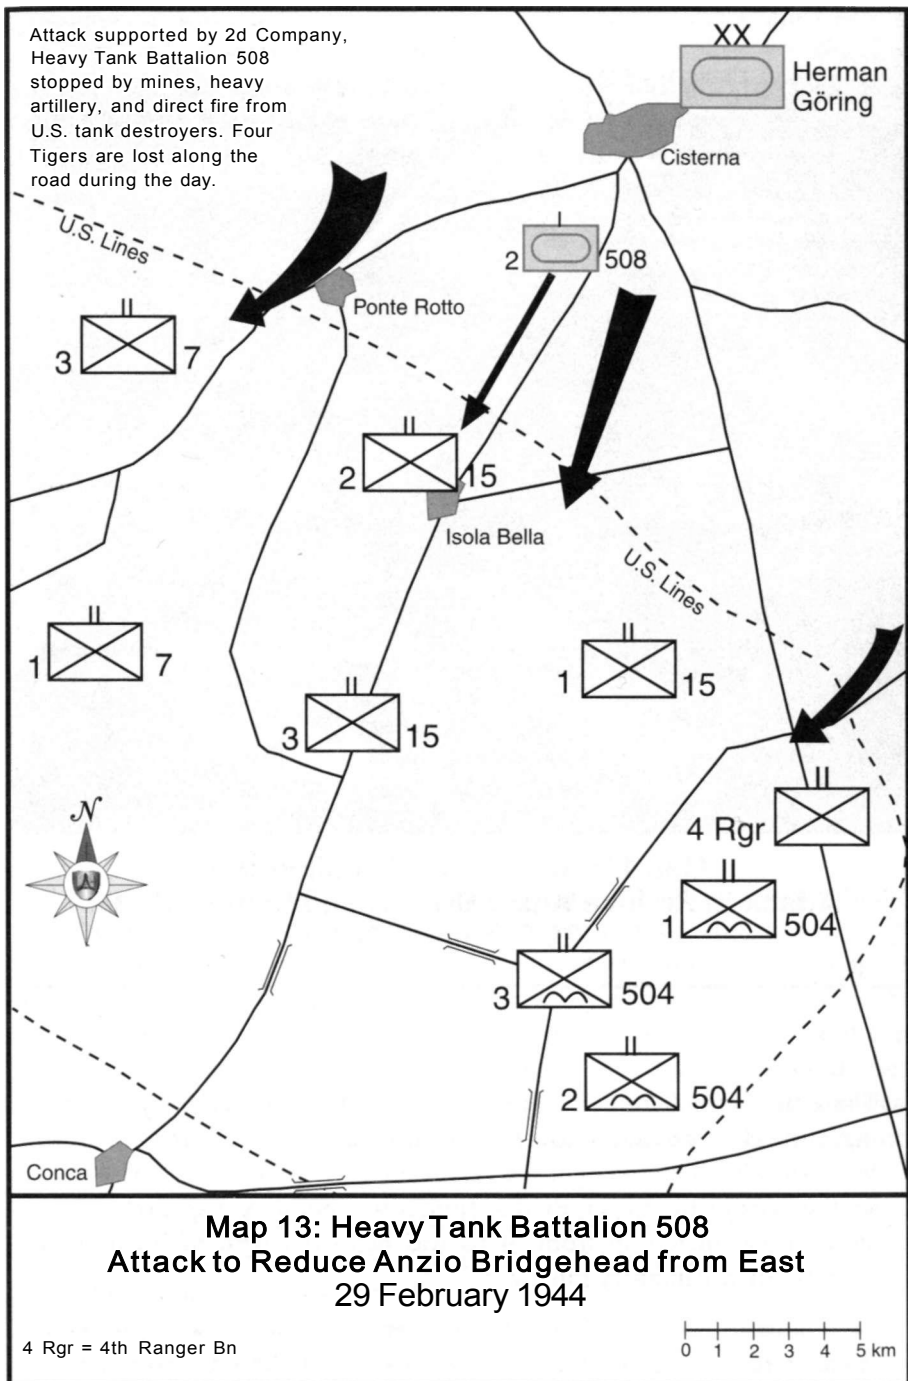 Attack supported by 2d Company,
Heavy Tank Battalion 508
stopped by mines, heavy
artillery, and direct fire from
U.S. tank destroyers. Four
Tigers are lost along the
road during the day.
XX
Herman
Göring
Cisterna
U.S. Lines
2 508
Ponte Rotto
3 7
2 15
Isola Bella
U.S. Lines
1 7
1 15
3 15
N
4 Rgr
1 504
3 504
2 504
Conca
Map 13: Heavy Tank Battalion 508
Attack to Reduce Anzio Bridgehead from East
29 February 1944
4 Rgr = 4th Ranger Bn
0 1 2 3 4 5 km